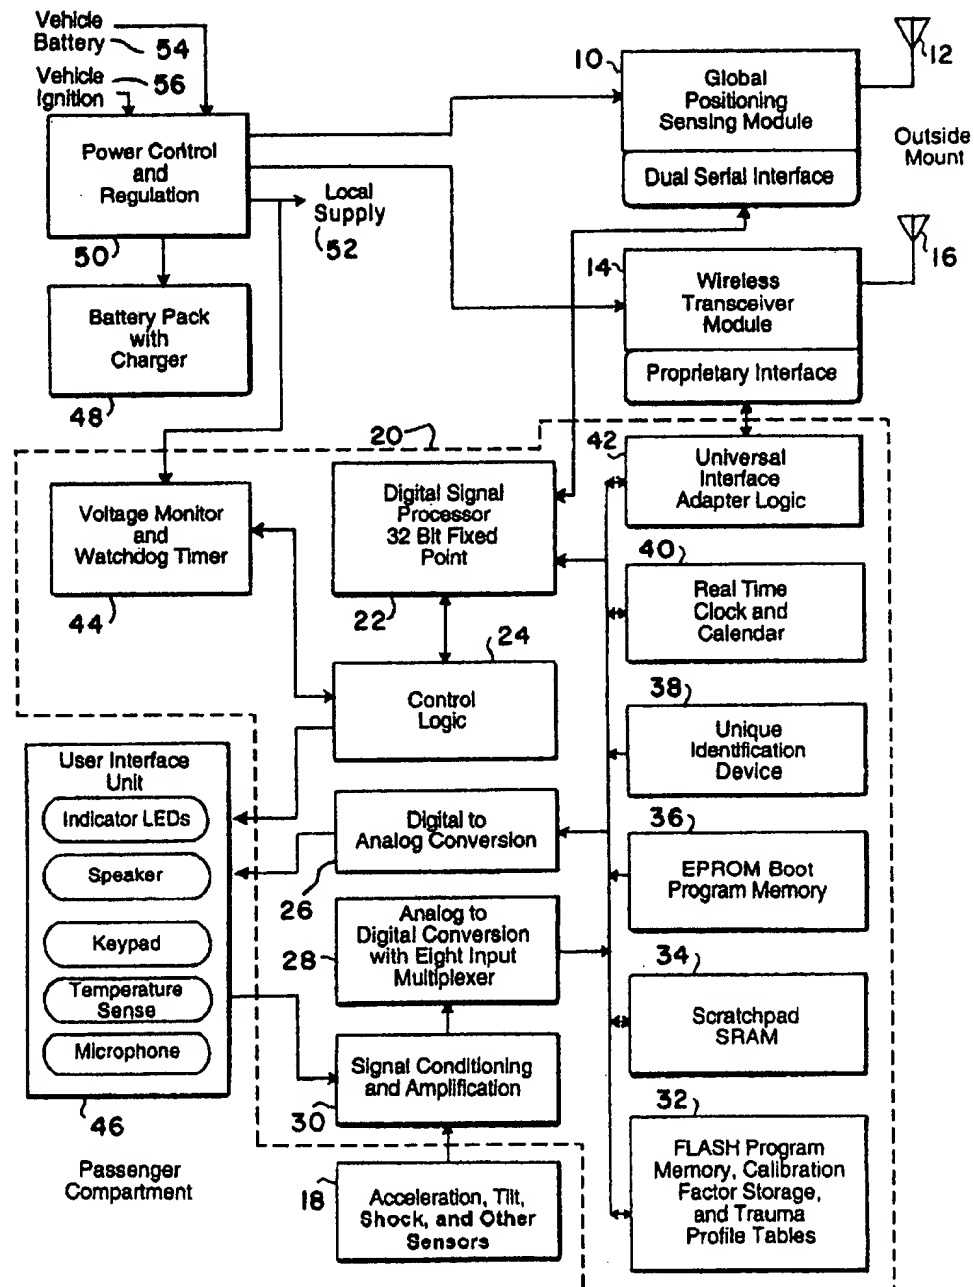 Vehicle
Battery
54
Vehicle
Ignition
56
Power Control
and
Regulation
50
Local
Supply
52
Battery Pack
with
Charger
48
10
Global
Positioning
Sensing Module
Dual Serial Interface
12
Outside
Mount
14
Wireless
Transceiver
Module
Proprietary Interface
16
20
Voltage Monitor
and
Watchdog Timer
44
Digital Signal
Processor
32 Bit Fixed
Point
22
42
Universal
Interface
Adapter Logic
40
Real Time
Clock and
Calendar
24
Control
Logic
38
Unique
Identification
Device
User Interface
Unit
Indicator LEDs
Speaker
Keypad
Temperature
Sense
Microphone
46
Passenger
Compartment
Digital to
Analog Conversion
26
36
EPROM Boot
Program Memory
28
Analog to
Digital Conversion
with Eight Input
Multiplexer
34
Scratchpad
SRAM
Signal Conditioning
and Amplification
30
32
FLASH Program
Memory, Calibration
Factor Storage,
and Trauma
Profile Tables
18
Acceleration, Tilt,
Shock, and Other
Sensors